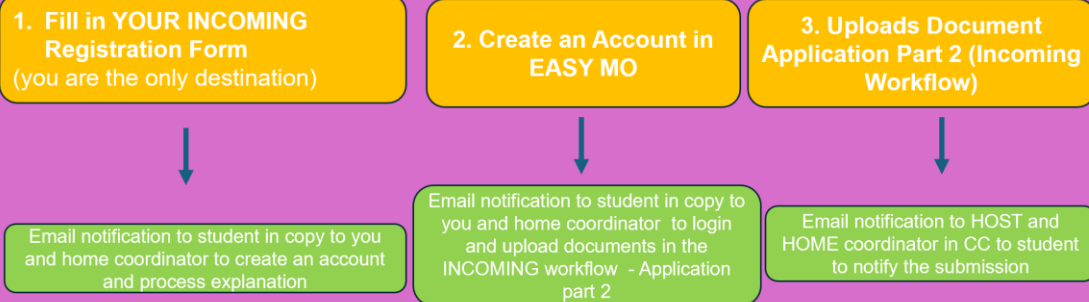 1. Fill in YOUR INCOMING
Registration Form
(you are the only destination)
2. Create an Account in
EASY MO
3. Uploads Document
Application Part 2 (Incoming
Workflow)
Email notification to student in copy to you
and home coordinator to create an account
and process explanation
Email notification to student in copy to
you and home coordinator to login
and upload documents in the
INCOMING workflow - Application
part 2
Email notification to HOST and
HOME coordinator in CC to student
to notify the submission